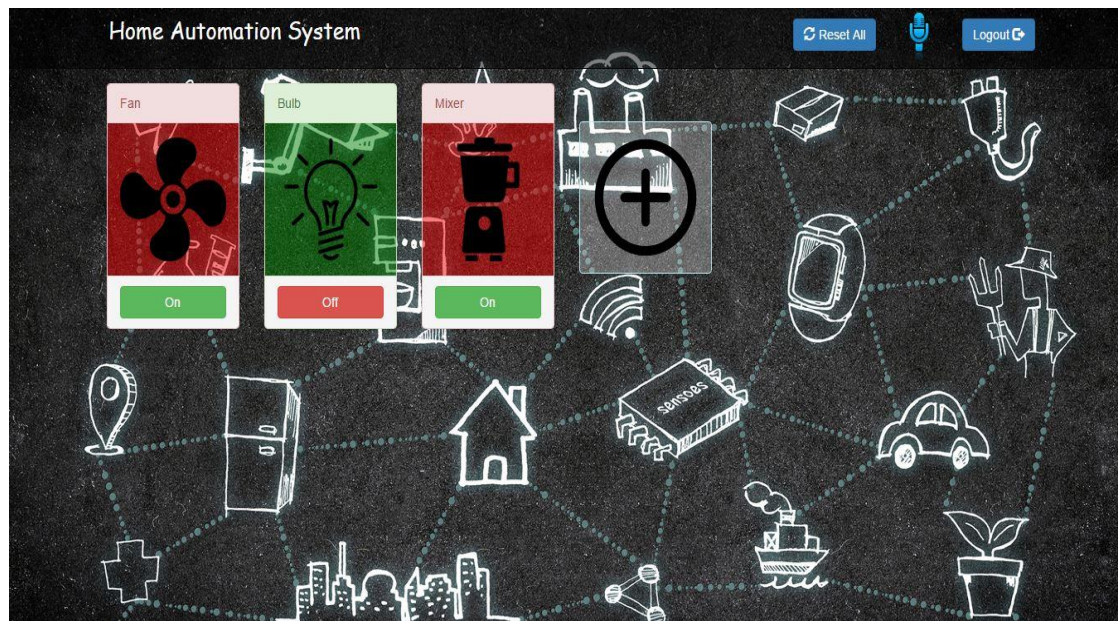 Home Automation System
Reset All
Logout
Fan
Bulb
Mixer
On
Off
On
sensors